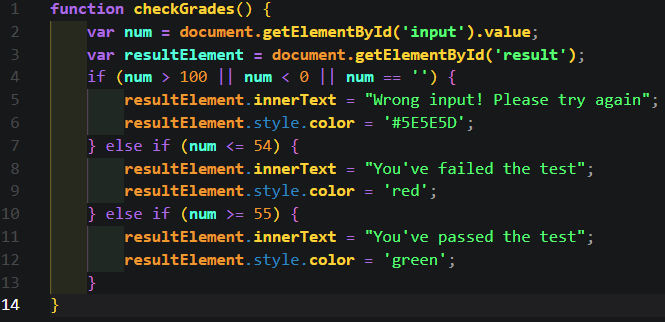 1 function checkGrades() {
2 var num = document.getElementById('input').value;
3 var resultElement = document.getElementById('result');
4 if (num > 100 || num < 0 || num == '') {
5 resultElement.innerText = "Wrong input! Please try again";
6 resultElement.style.color = '#5E5E5D';
7 } else if (num <= 54) {
8 resultElement.innerText = "You've failed the test";
9 resultElement.style.color = 'red';
10 } else if (num >= 55) {
11 resultElement.innerText = "You've passed the test";
12 resultElement.style.color = 'green';
13 }
14 }